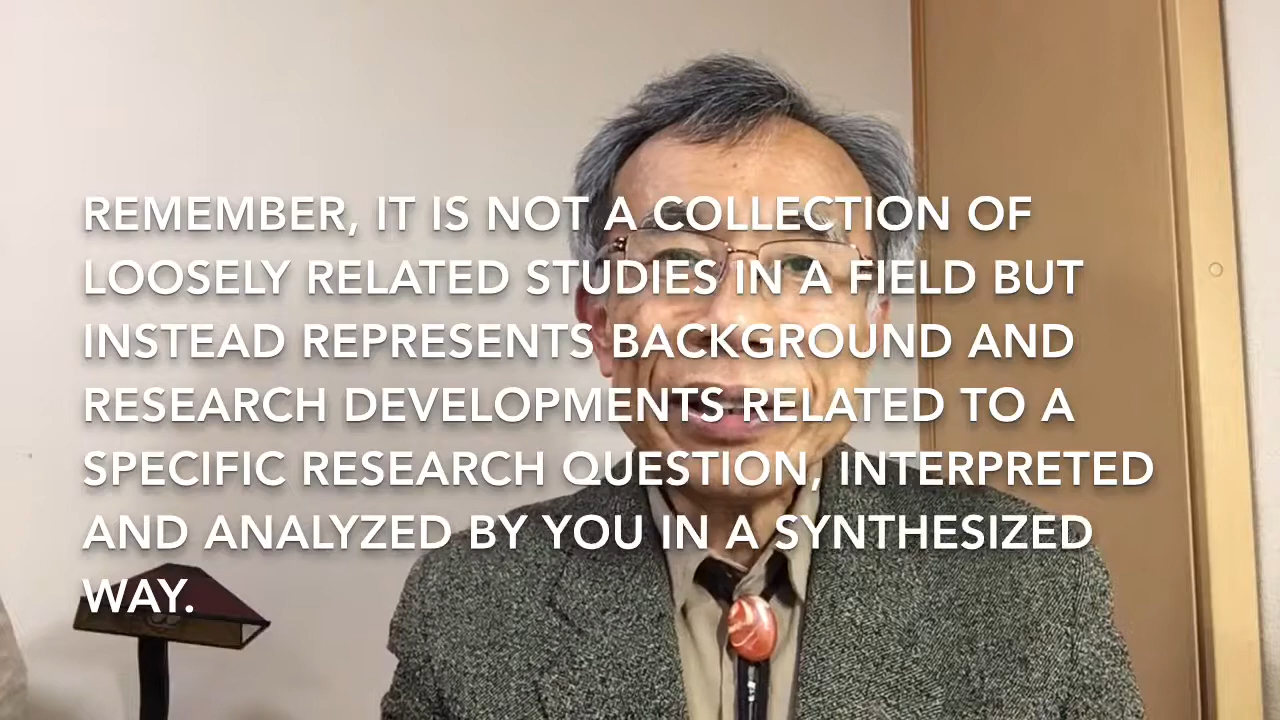 REMEMBER, IT IS NOT A COLLECTION OF
LOOSELY RELATED STUDIES IN A FIELD BUT
INSTEAD REPRESENTS BACKGROUND AND
RESEARCH DEVELOPMENTS RELATED TO A
SPECIFIC RESEARCH QUESTION, INTERPRETED
AND ANALYZED BY YOU IN A SYNTHESIZED
WAY.